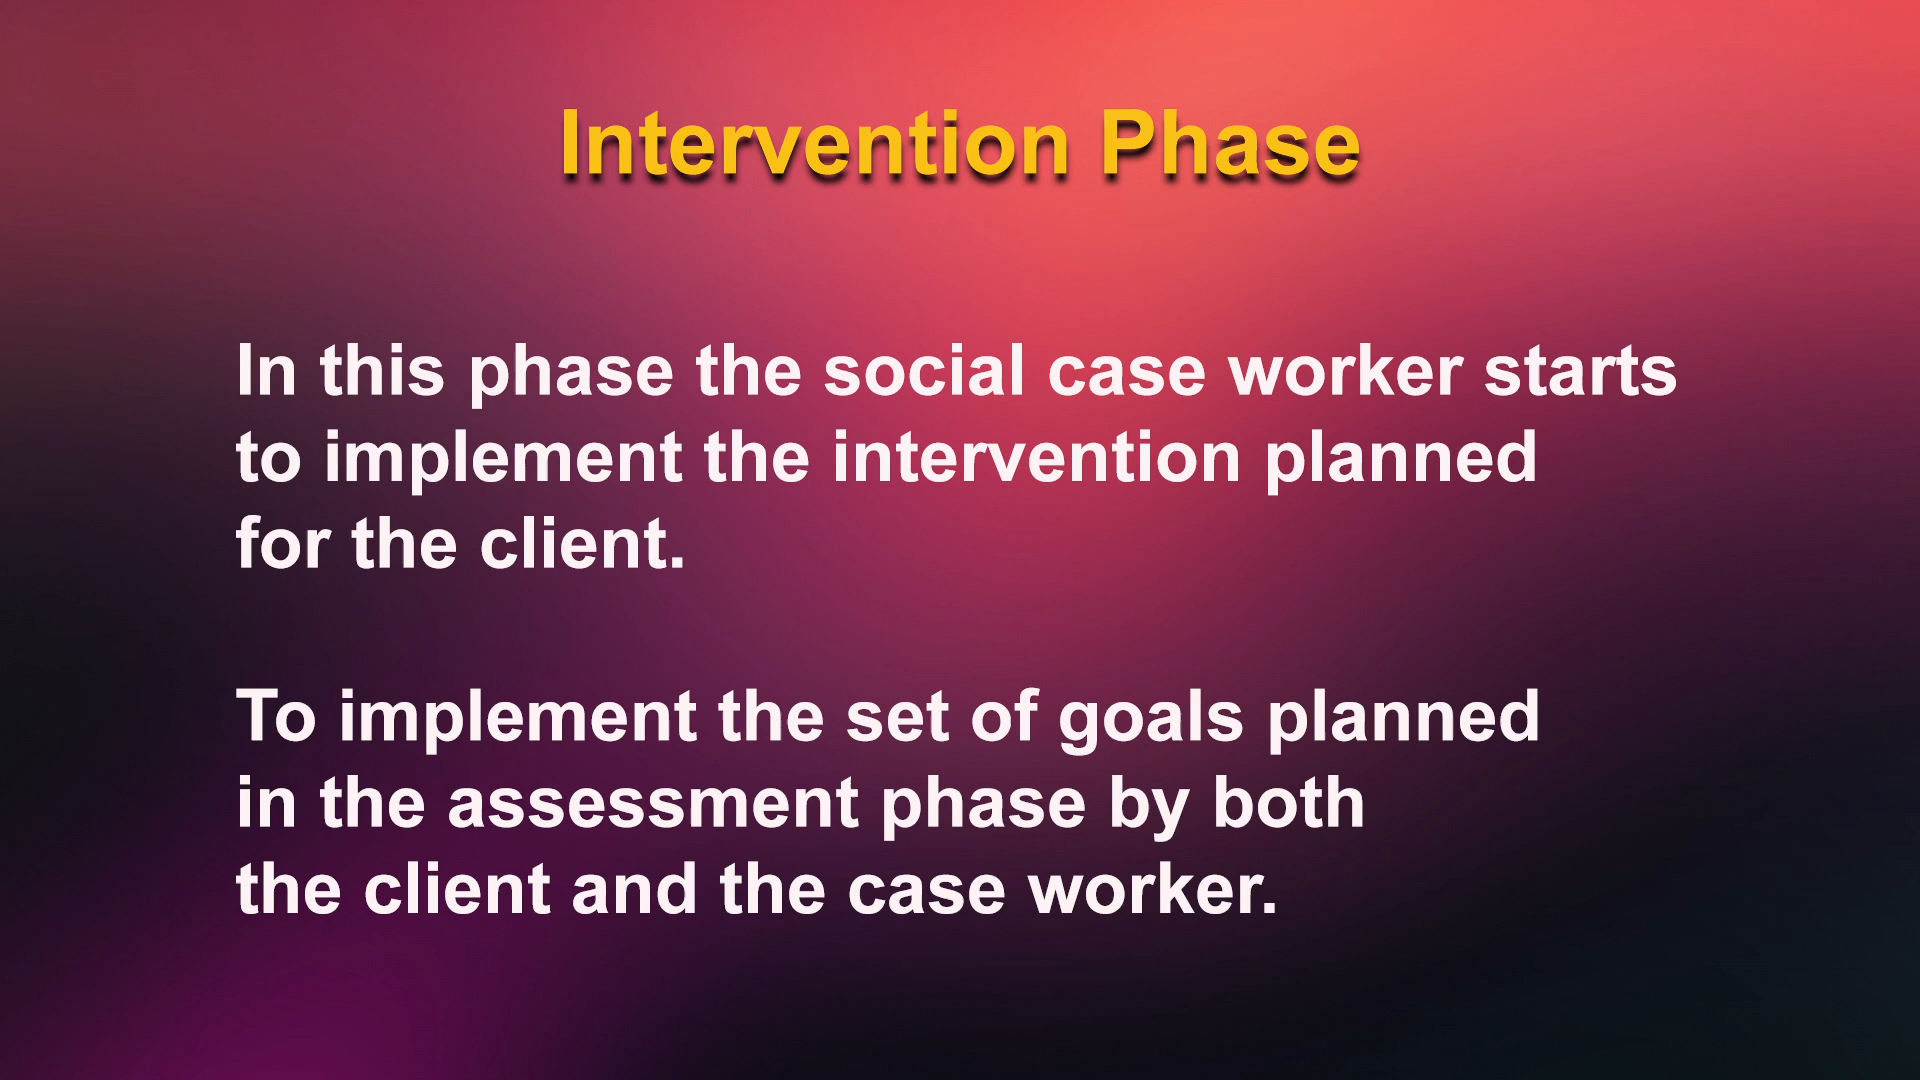 Intervention Phase
In this phase the social case worker starts
to implement the intervention planned
for the client.
To implement the set of goals planned
in the assessment phase by both
the client and the case worker.